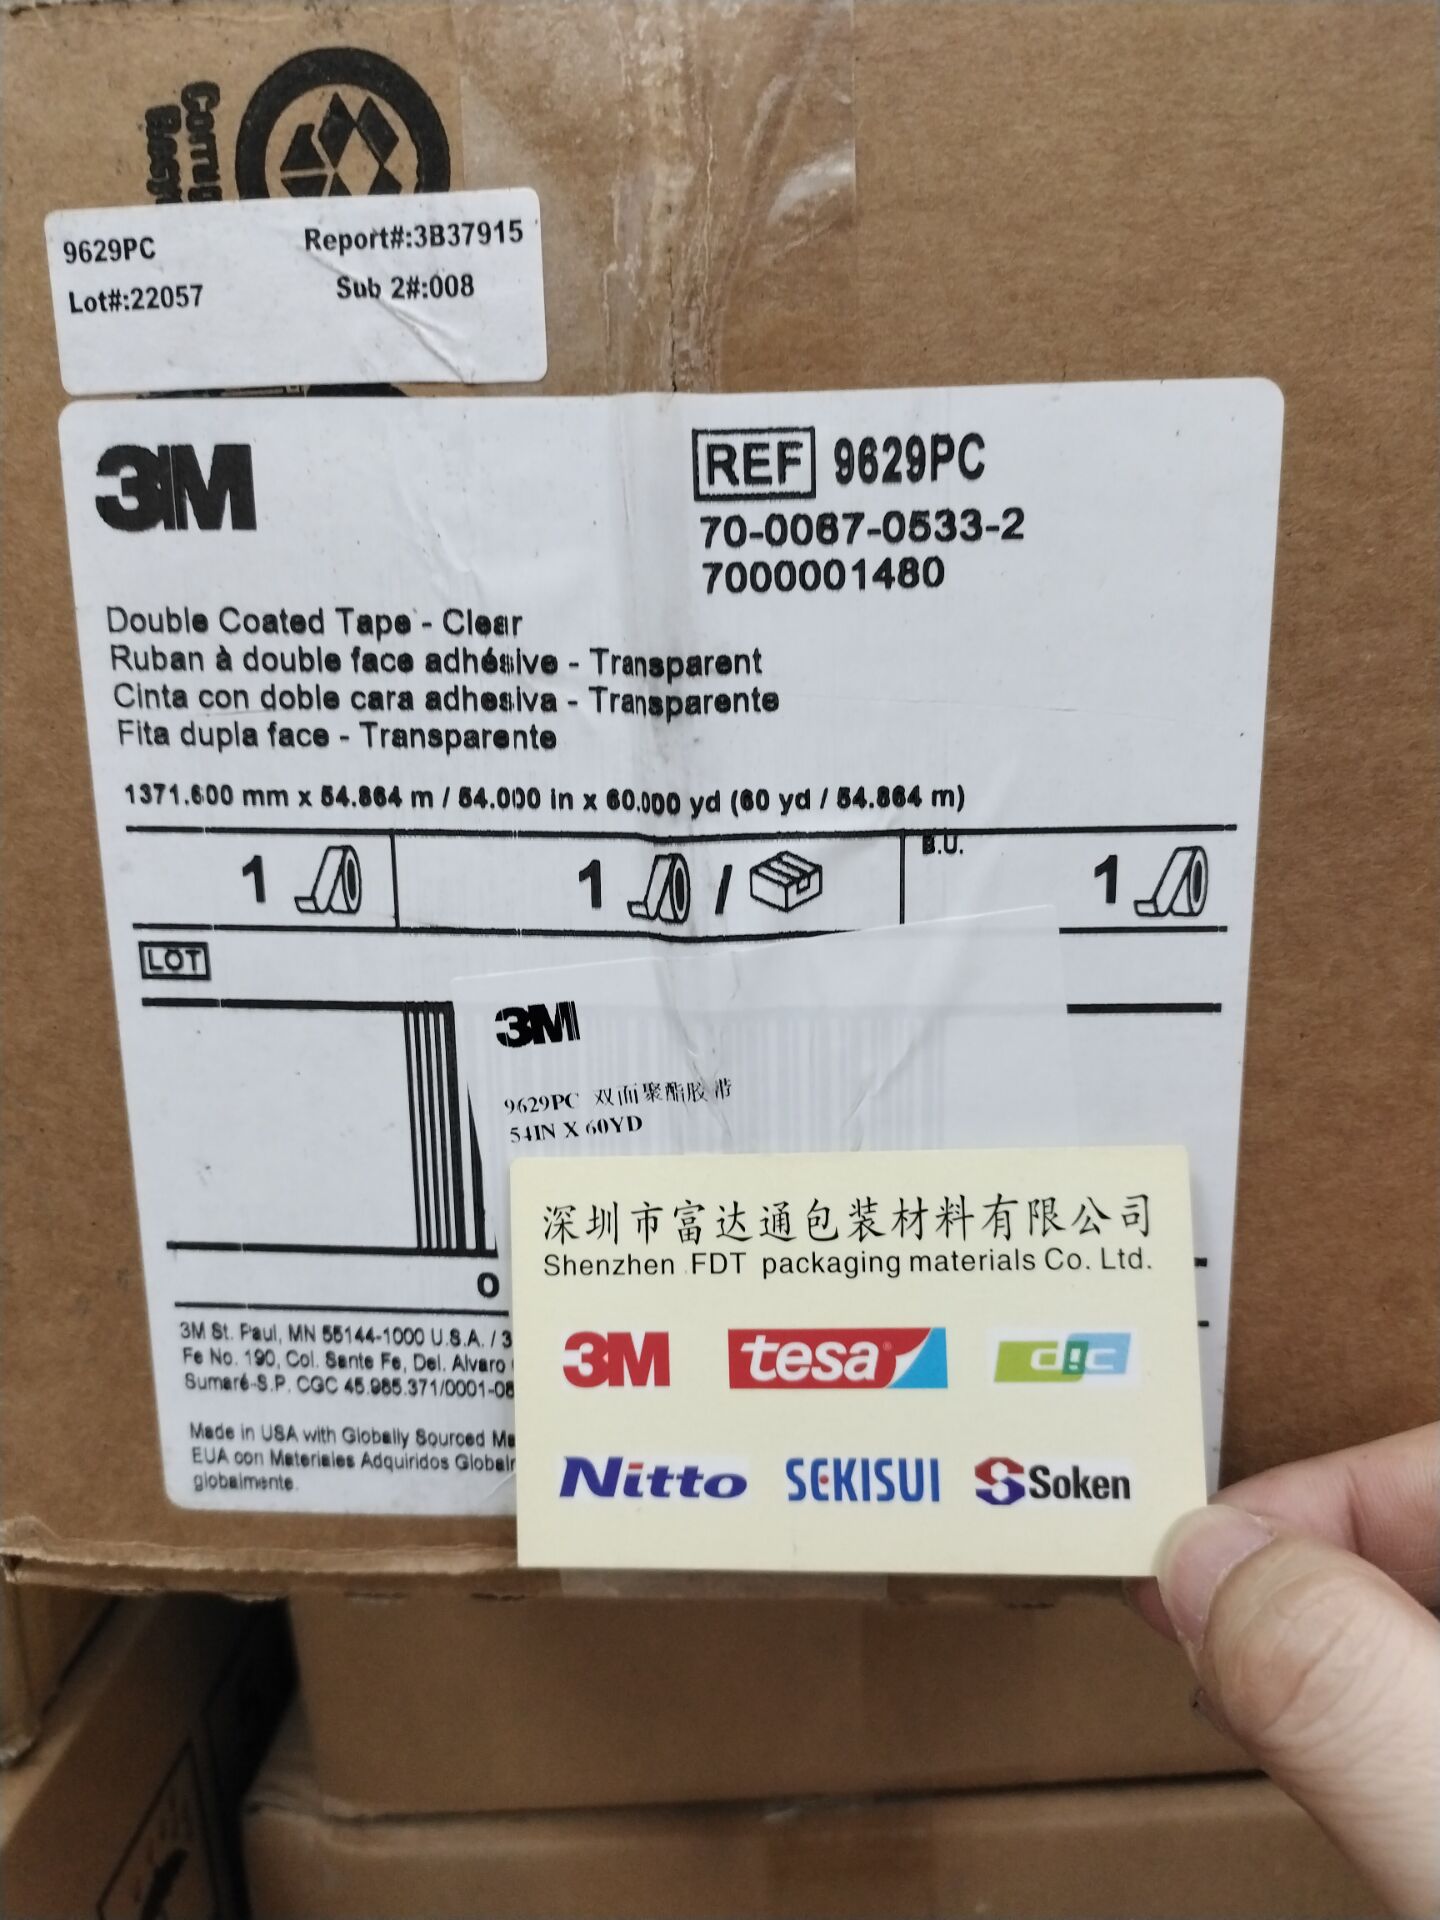 9629PC Report#:3B37915
Lot#:22057 Sub 2#:008
3M
REF 9629PC
70-0067-0533-2
7000001480
Double Coated Tape - Clear
Ruban à double face adhésive - Transparent
Cinta con doble cara adhesiva - Transparente
Fita dupla face - Transparente
1371.600 mm x 54.864 m / 54.000 in x 60.000 yd (60 yd / 54.864 m)
B.U.
1 1 / 1
LOT
3M
9629PC 双面聚酯胶带
54IN X 60YD
0
3M St. Paul, MN 55144-1000 U.S.A. / 3
Fe No. 190, Col. Sante Fe, Del. Alvaro
Sumaré-S.P. CGC 45.985.371/0001-08
Made in USA with Globally Sourced
EUA con Materiales Adquiridos
globalmente.
深圳市富达通包装材料有限公司
Shenzhen FDT packaging materials Co. Ltd.
3M tesa dgc
Nitto SEKISUI Soken